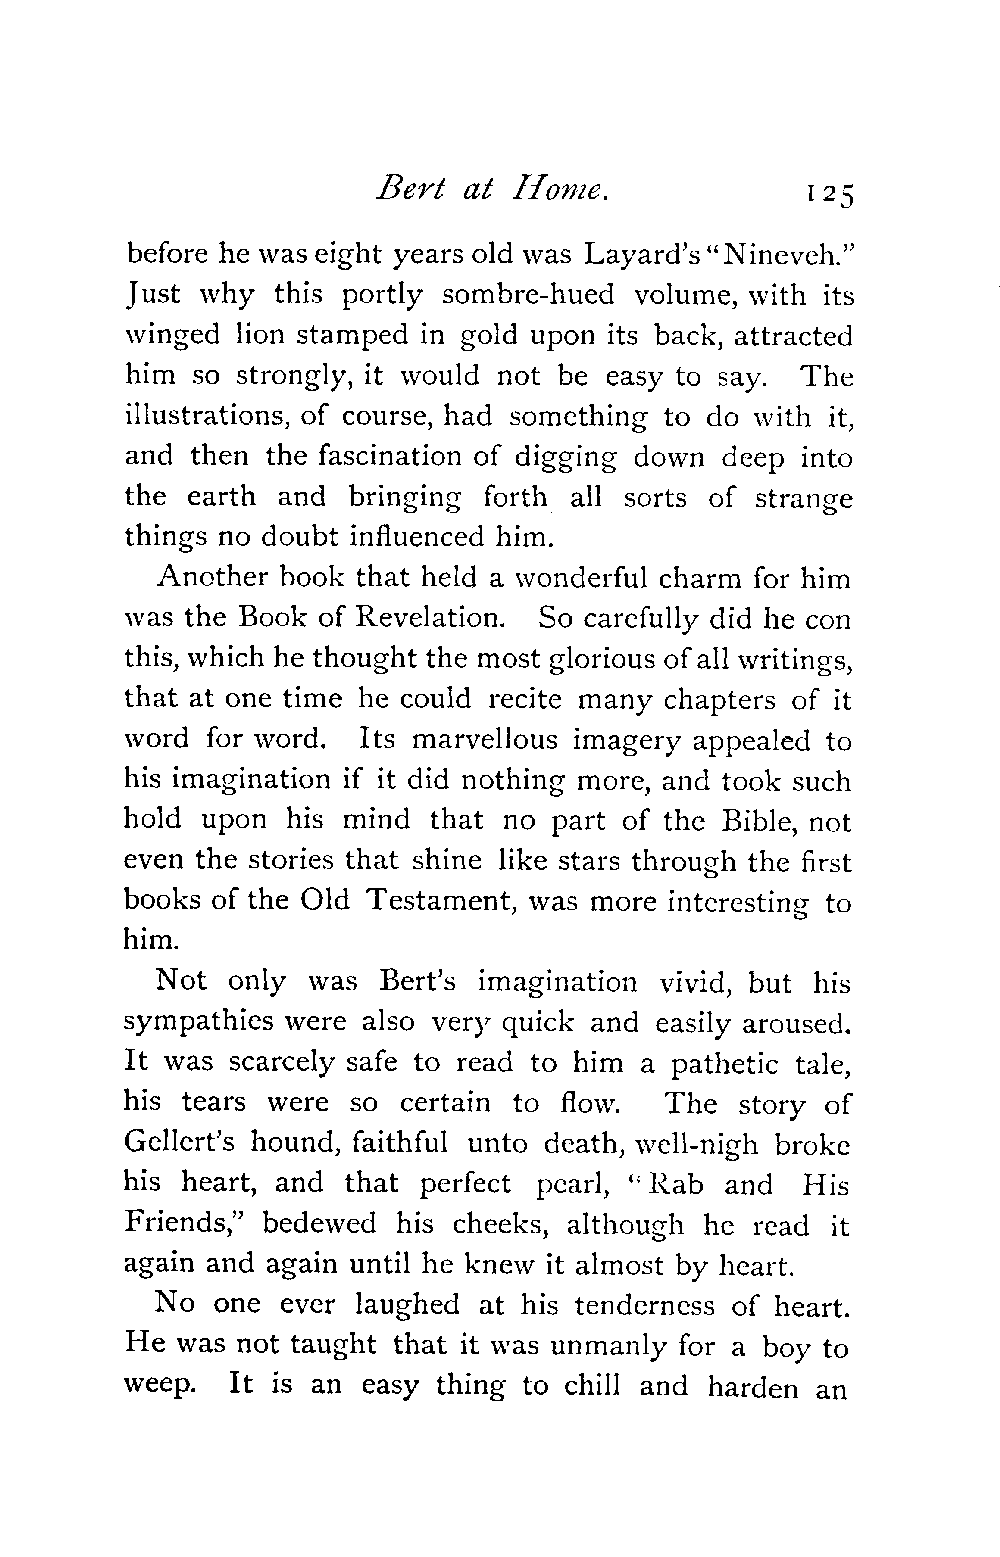 Bert at Home. 125
before he was eight years old was Layard's "Nineveh."
Just why this portly sombre-hued volume, with its
winged lion stamped in gold upon its back, attracted
him so strongly, it would not be easy to say. The
illustrations, of course, had something to do with it,
and then the fascination of digging down deep into
the earth and bringing forth all sorts of strange
things no doubt influenced him.
Another book that held a wonderful charm for him
was the Book of Revelation. So carefully did he con
this, which he thought the most glorious of all writings,
that at one time he could recite many chapters of it
word for word. Its marvellous imagery appealed to
his imagination if it did nothing more, and took such
hold upon his mind that no part of the Bible, not
even the stories that shine like stars through the first
books of the Old Testament, was more interesting to
him.
Not only was Bert's imagination vivid, but his
sympathies were also very quick and easily aroused.
It was scarcely safe to read to him a pathetic tale,
his tears were so certain to flow. The story of
Gellert's hound, faithful unto death, well-nigh broke
his heart, and that perfect pearl, "Rab and His
Friends," bedewed his cheeks, although he read it
again and again until he knew it almost by heart.
No one ever laughed at his tenderness of heart.
He was not taught that it was unmanly for a boy to
weep. It is an easy thing to chill and harden an